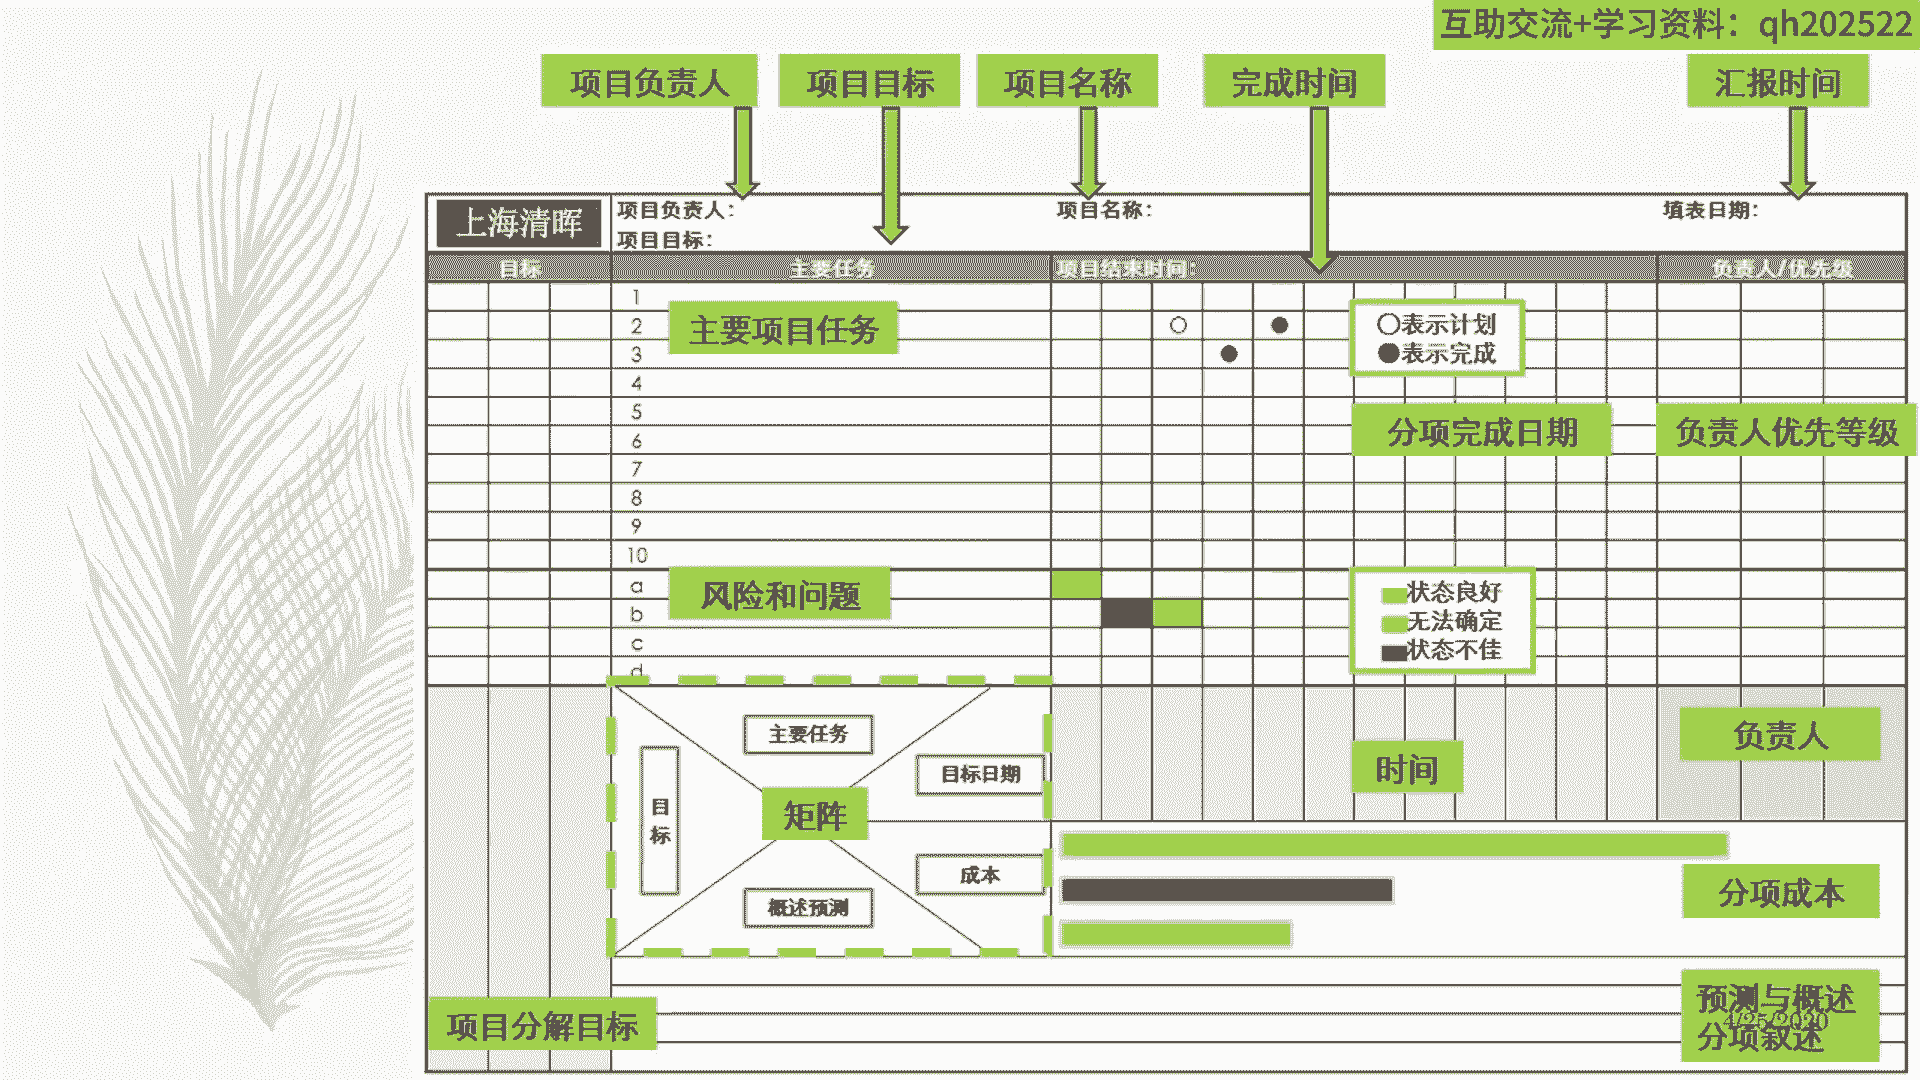 互助交流+学习资料：qh202522
项目负责人
项目目标
项目名称
完成时间
汇报时间
上海清晖
项目负责人：
项目名称：
填表日期：
项目目标：
目标
主要任务
项目结束时间：
负责人/优先级
1
2
3
4
5
6
7
8
9
10
a
b
c
d
主要项目任务
○表示计划
●表示完成
分项完成日期
负责人优先等级
风险和问题
状态良好
无法确定
状态不佳
主要任务
目标日期
目标
矩阵
成本
概述预测
时间
负责人
分项成本
项目分解目标
预测与概述
4/25/2020
分项叙述